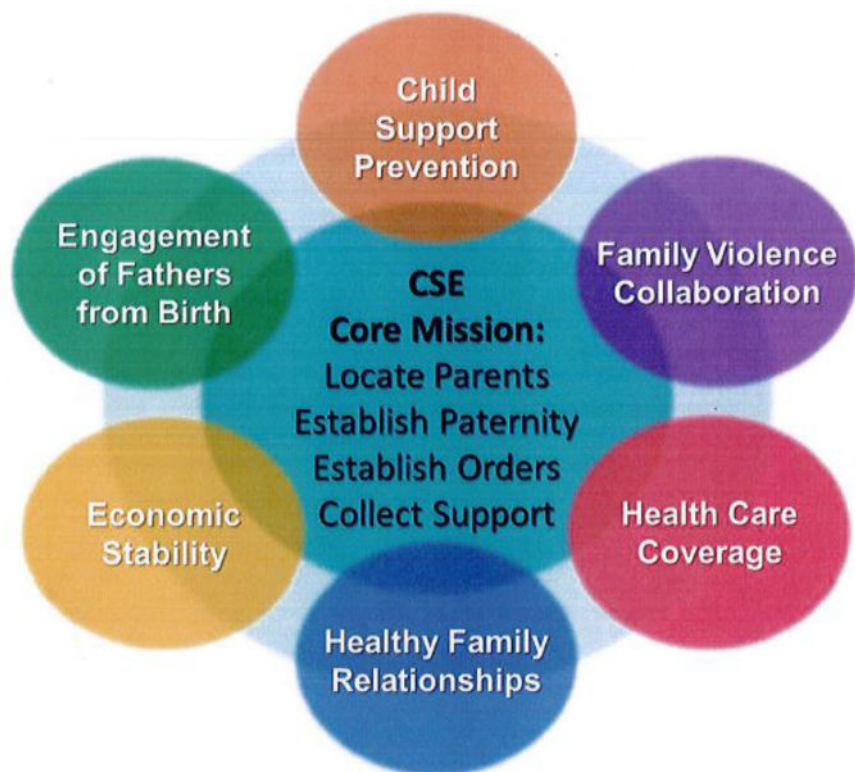 Child
Support
Prevention
Engagement
of Fathers
from Birth
Family Violence
Collaboration
CSE
Core Mission:
Locate Parents
Establish Paternity
Establish Orders
Collect Support
Economic
Stability
Health Care
Coverage
Healthy Family
Relationships